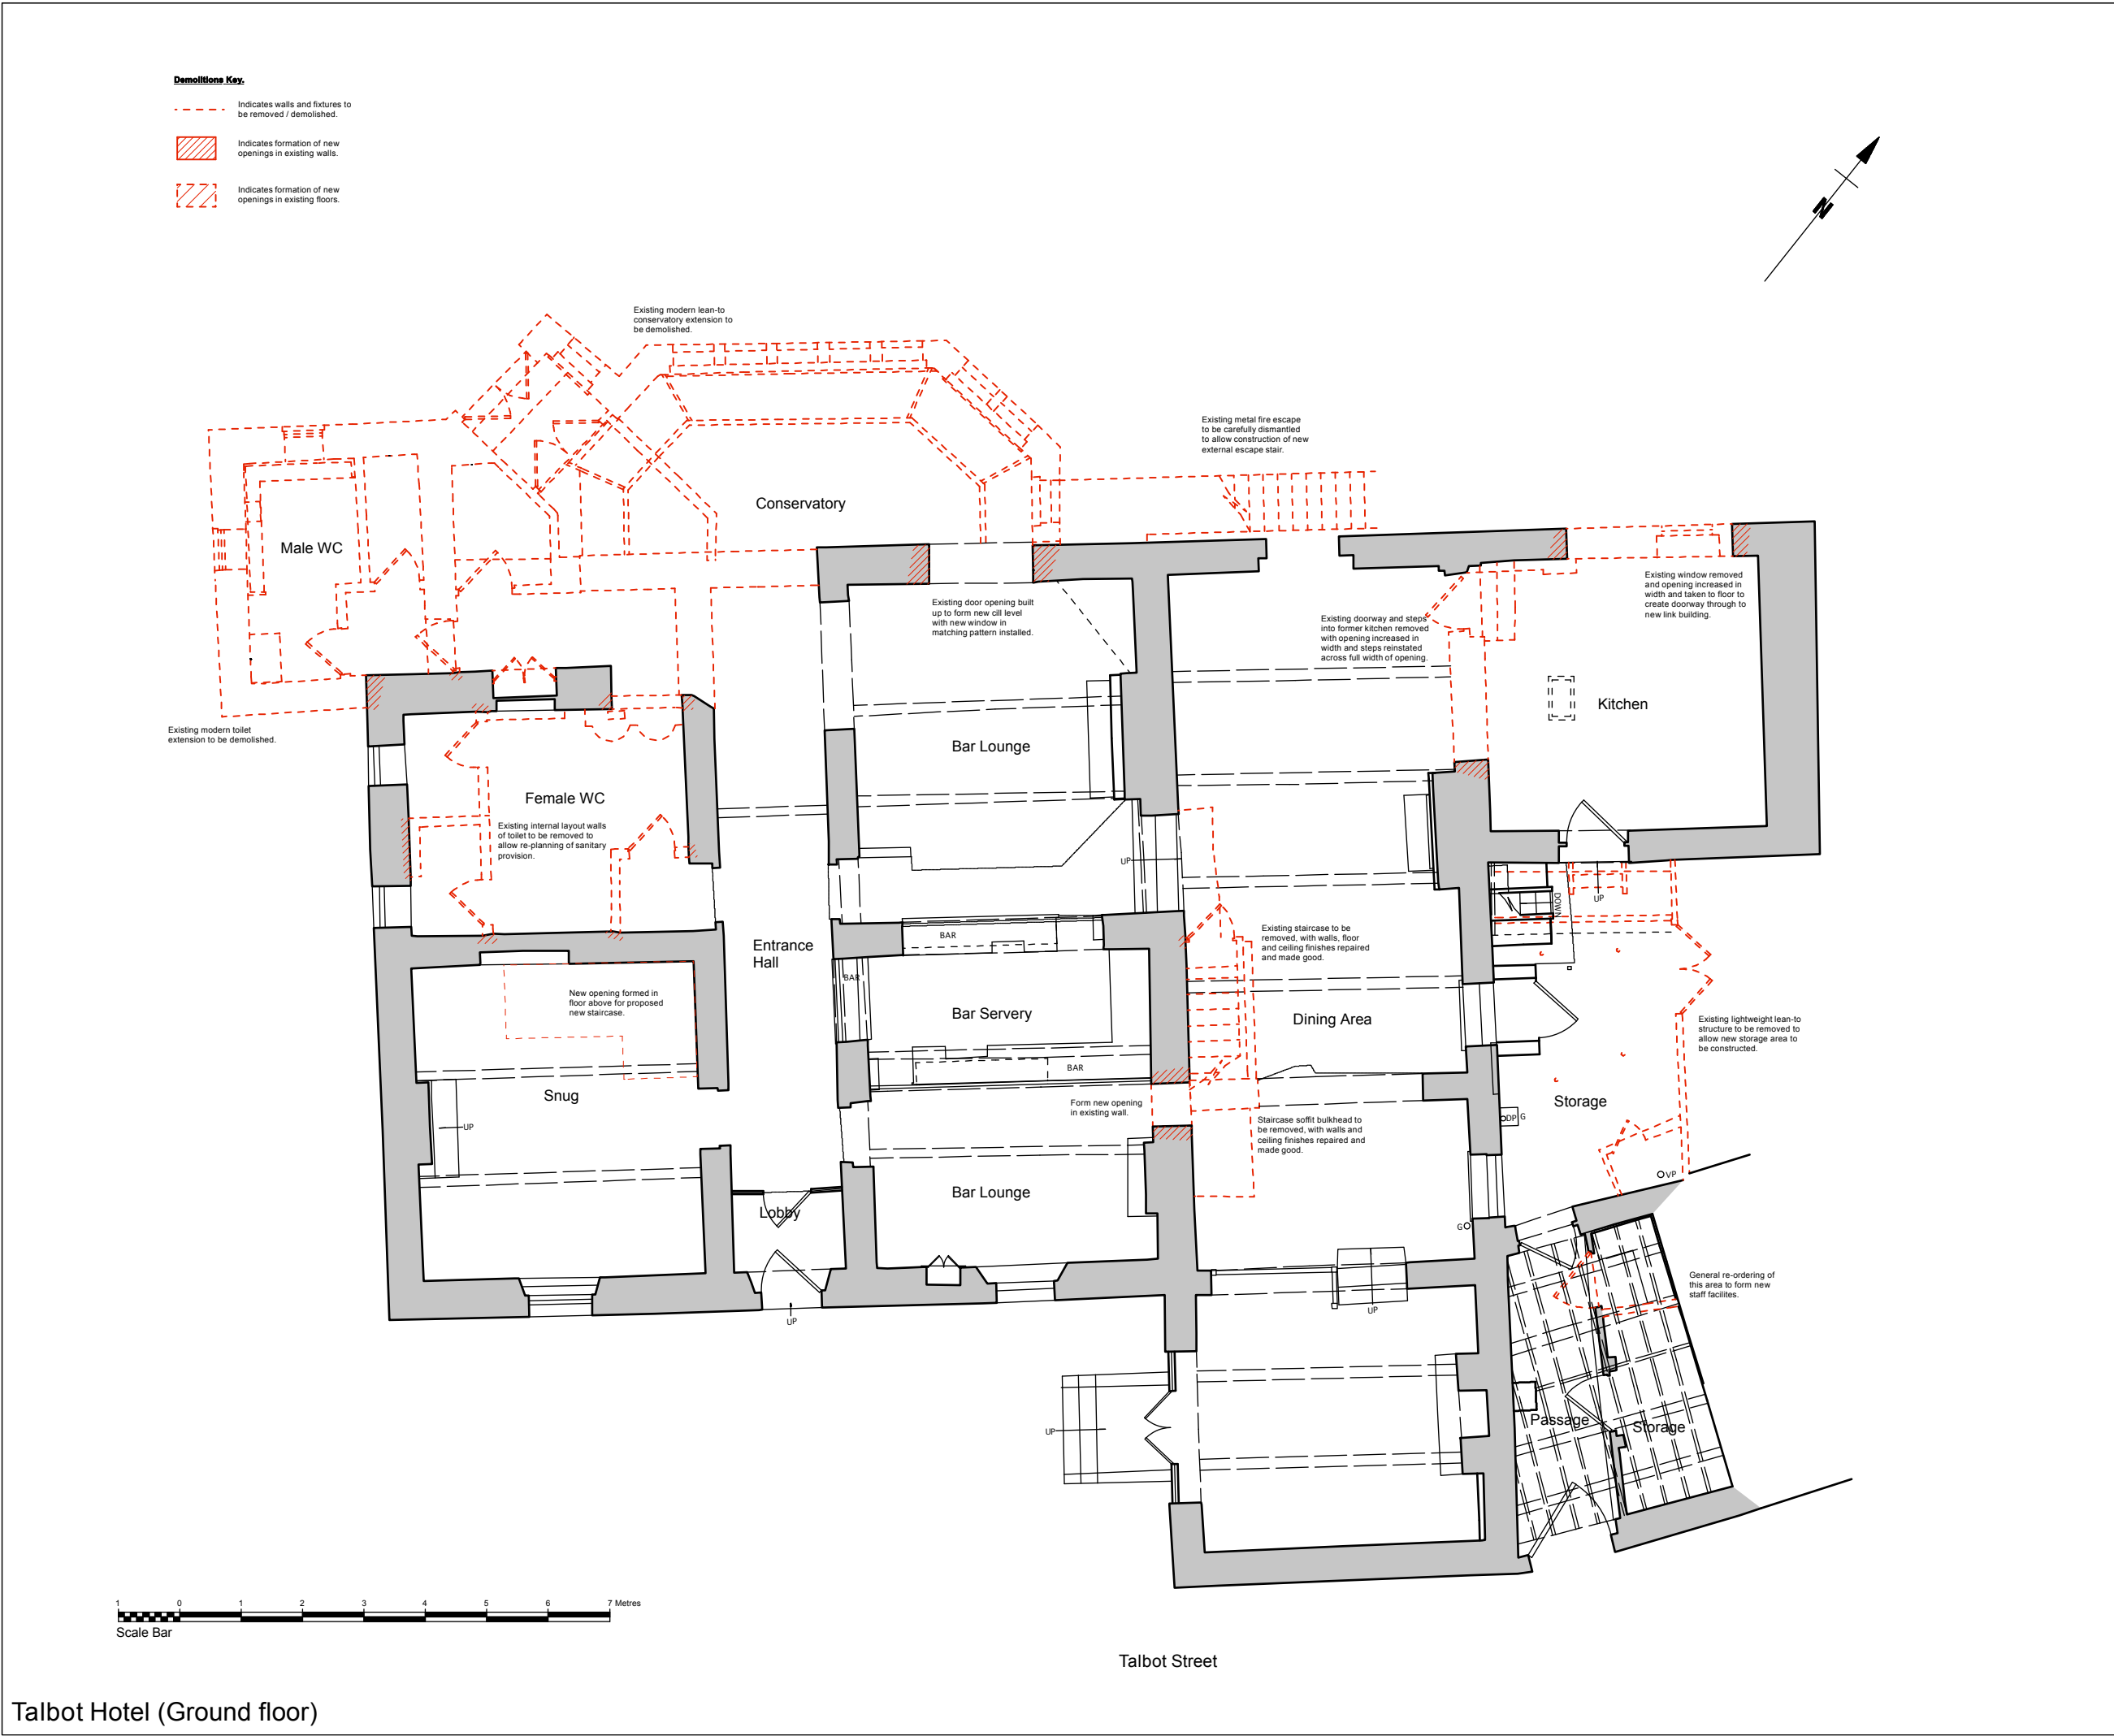 Demolitions Key.
Indicates walls and fixtures to
be removed / demolished.
Indicates formation of new
openings in existing walls.
Indicates formation of new
openings in existing floors.
N
Existing modern lean-to
conservatory extension to
be demolished.
Existing metal fire escape
to be carefully dismantled
to allow construction of new
external escape stair.
Conservatory
Male WC
Existing window removed
and opening increased in
width and taken to floor to
create doorway through to
new link building.
Existing door opening built
up to form new cill level
with new window in
matching pattern installed.
Existing doorway and steps
into former kitchen removed
with opening increased in
width and steps reinstated
across full width of opening.
Kitchen
Existing modern toilet
extension to be demolished.
Bar Lounge
Female WC
Existing internal layout walls
of toilet to be removed to
allow re-planning of sanitary
provision.
UP
DOWN
UP
BAR
Existing staircase to be
removed, with walls, floor
and ceiling finishes repaired
and made good.
Entrance
Hall
BAR
New opening formed in
floor above for proposed
new staircase.
Bar Servery
Dining Area
Existing lightweight lean-to
structure to be removed to
allow new storage area to
be constructed.
BAR
Snug
Form new opening
in existing wall.
Storage
UP
Staircase soffit bulkhead to
be removed, with walls and
ceiling finishes repaired and
made good.
DP G
VP
Bar Lounge
Lobby
G
General re-ordering of
this area to form new
staff facilites.
UP
UP
UP
Passage
Storage
1 0 1 2 3 4 5 6 7 Metres
Scale Bar
Talbot Street
Talbot Hotel (Ground floor)